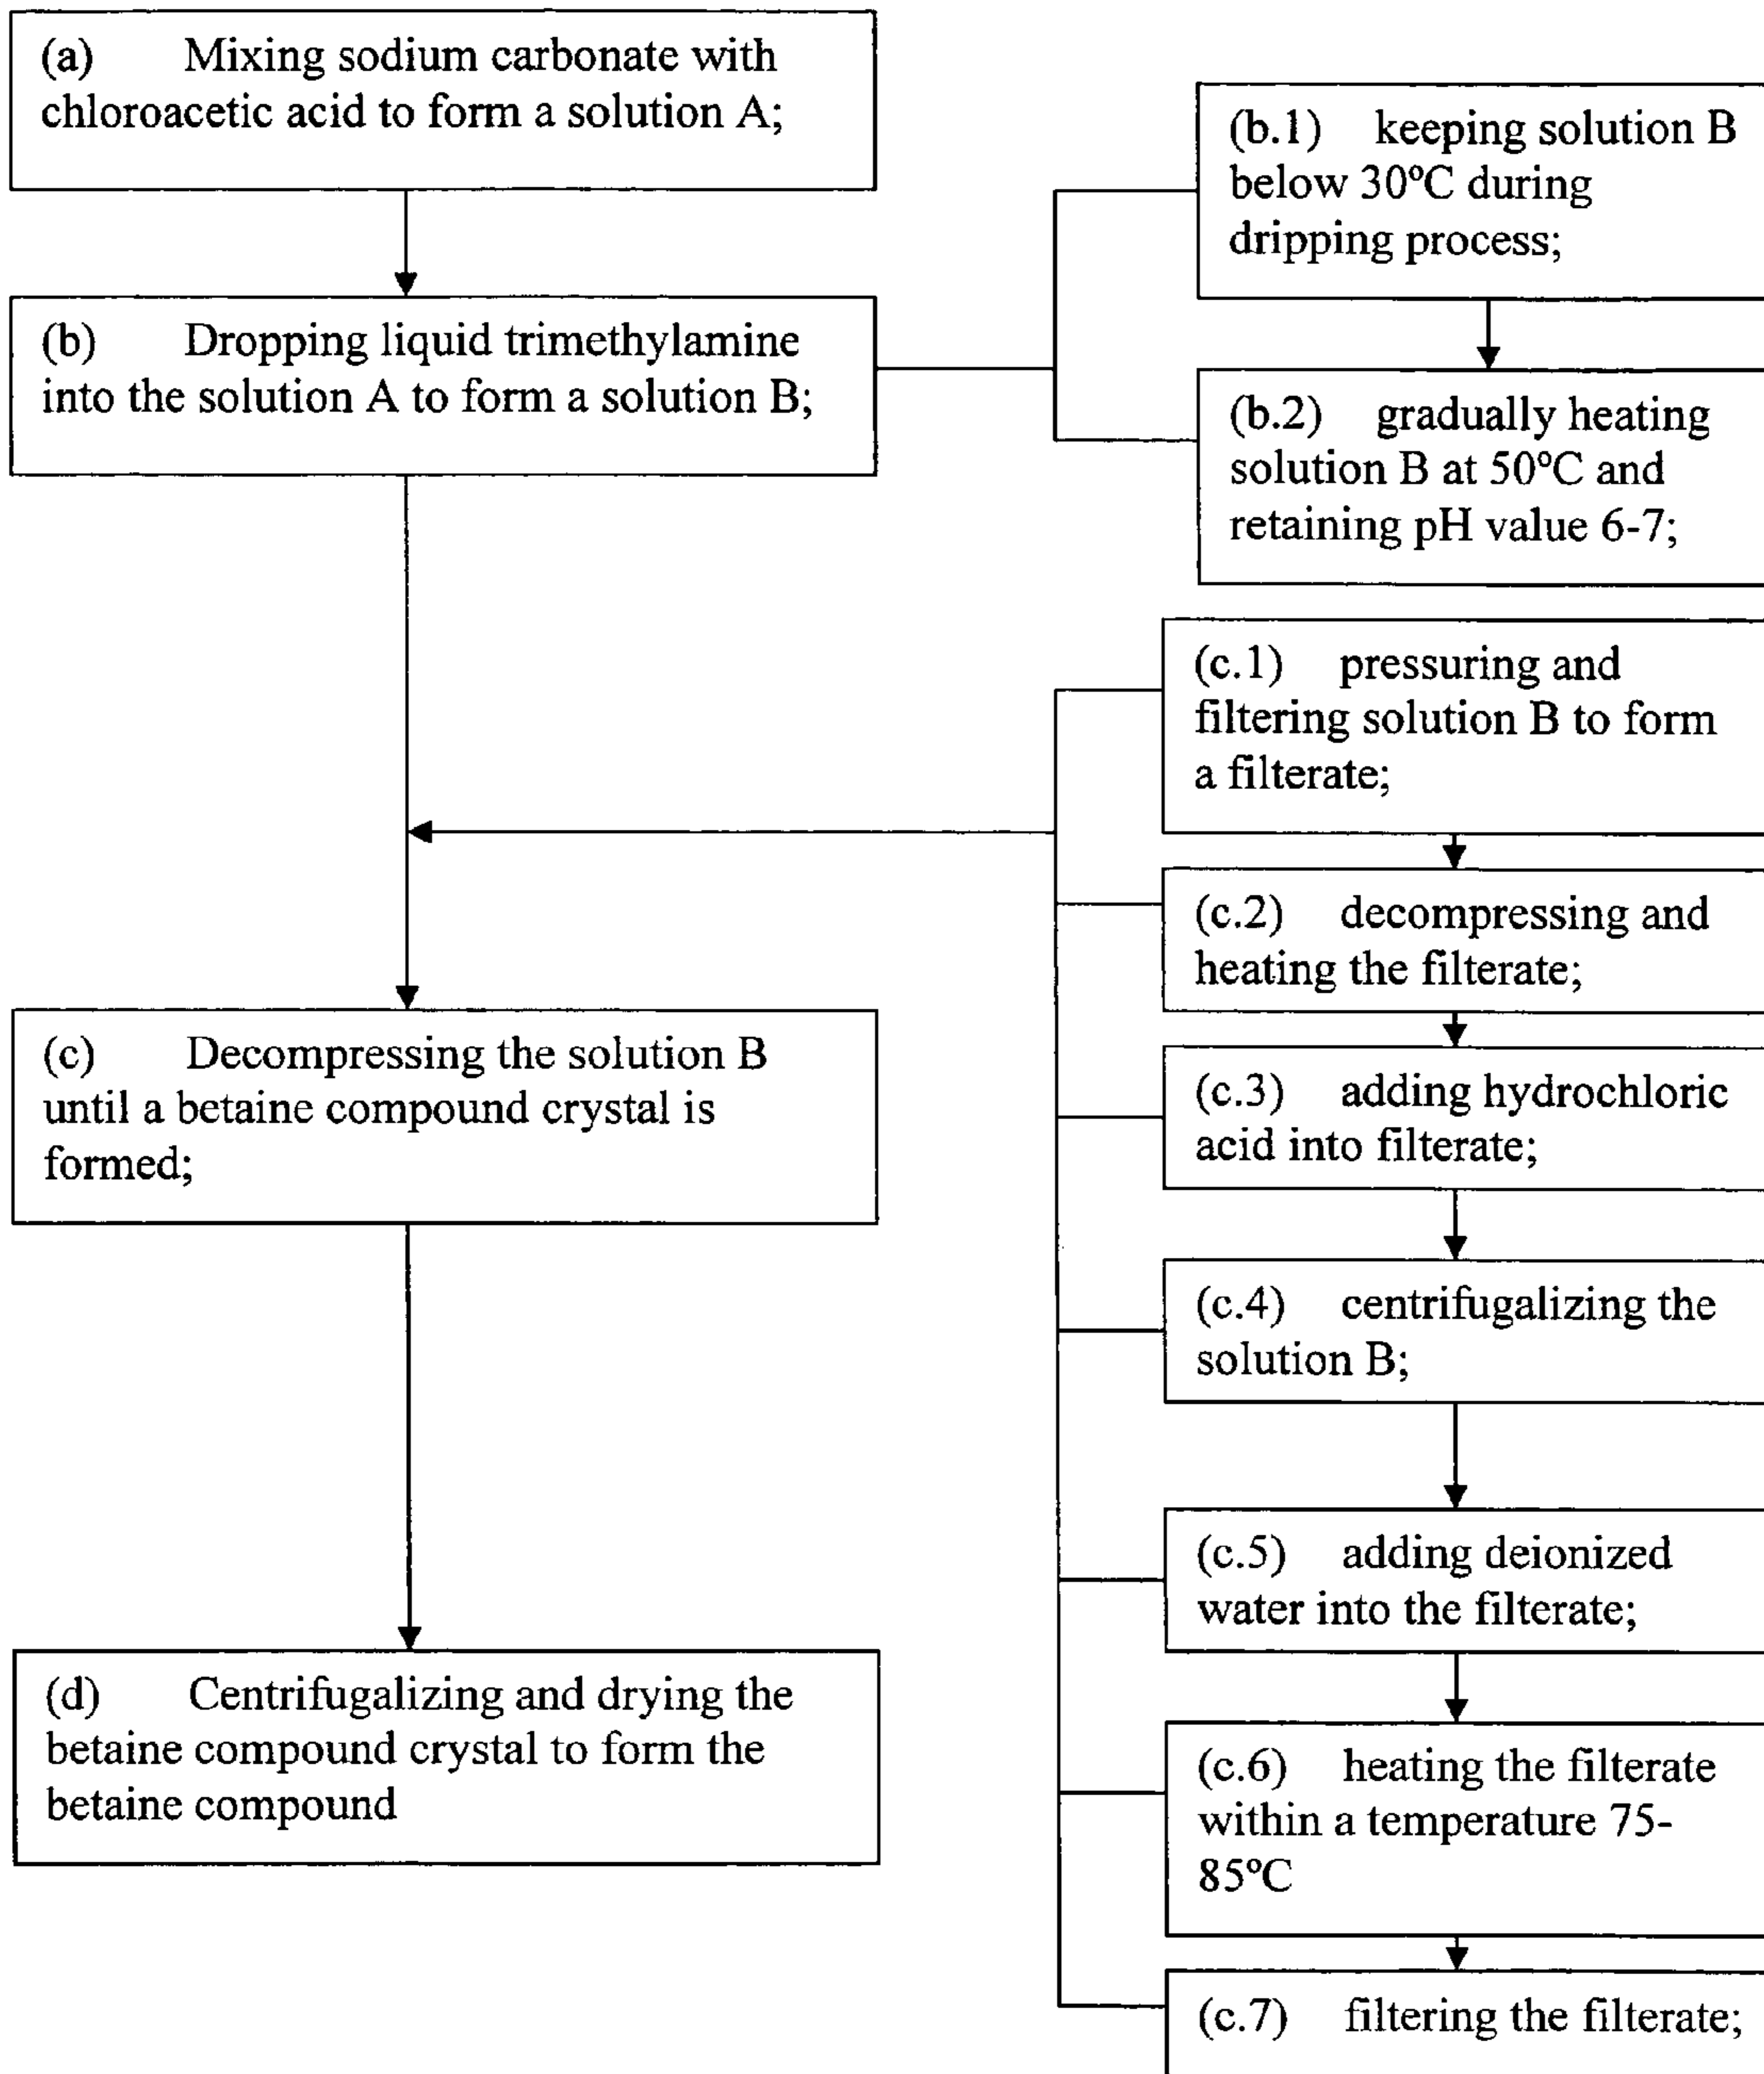 (a) Mixing sodium carbonate with
chloroacetic acid to form a solution A;
(b) Dropping liquid trimethylamine
into the solution A to form a solution B;
(b.1) keeping solution B
below 30ºC during
dripping process;
(b.2) gradually heating
solution B at 50ºC and
retaining pH value 6-7;
(c.1) pressuring and
filtering solution B to form
a filterate;
(c.2) decompressing and
heating the filterate;
(c.3) adding hydrochloric
acid into filterate;
(c.4) centrifugalizing the
solution B;
(c.5) adding deionized
water into the filterate;
(c.6) heating the filterate
within a temperature 75-
85ºC
(c.7) filtering the filterate;
(c) Decompressing the solution B
until a betaine compound crystal is
formed;
(d) Centrifugalizing and drying the
betaine compound crystal to form the
betaine compound